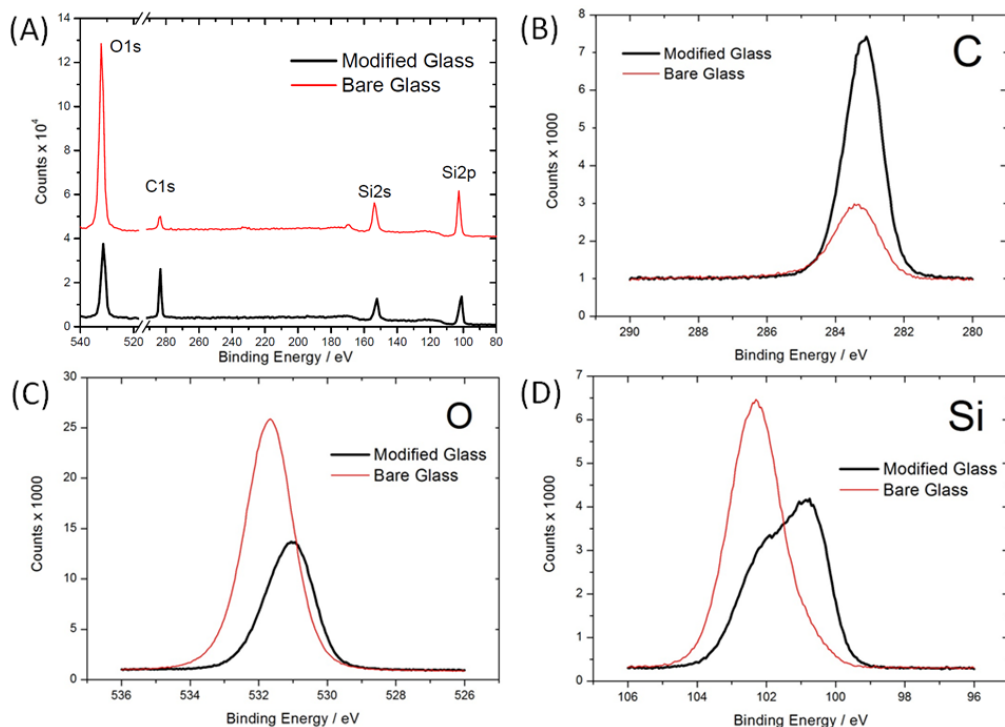 (A)
O1s
C1s
Si2s
Si2p
Modified Glass
Bare Glass
Counts x 10^4
14
12
10
8
6
4
2
0
540 520 280 260 240 220 200 180 160 140 120 100 80
Binding Energy / eV
(B)
C
Modified Glass
Bare Glass
Counts x 1000
8
7
6
5
4
3
2
1
0
290 288 286 284 282 280
Binding Energy / eV
(C)
O
Modified Glass
Bare Glass
Counts x 1000
30
25
20
15
10
5
0
536 534 532 530 528 526
Binding Energy / eV
(D)
Si
Modified Glass
Bare Glass
Counts x 1000
7
6
5
4
3
2
1
0
106 104 102 100 98 96
Binding Energy / eV